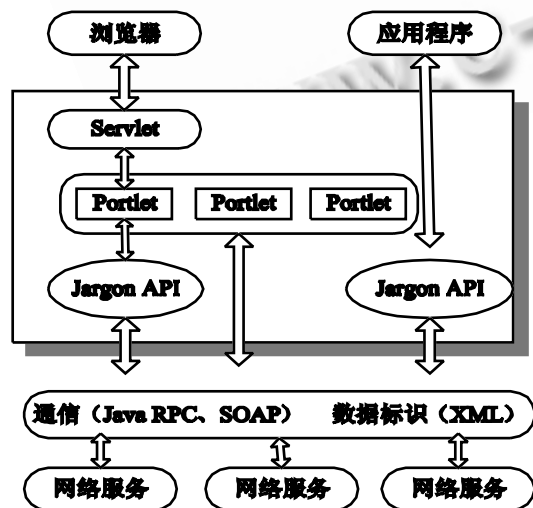 浏览器 应用程序
Servlet
Portlet Portlet Portlet
Jargon API Jargon API
通信（Java RPC、SOAP） 数据标识（XML）
网络服务 网络服务 网络服务